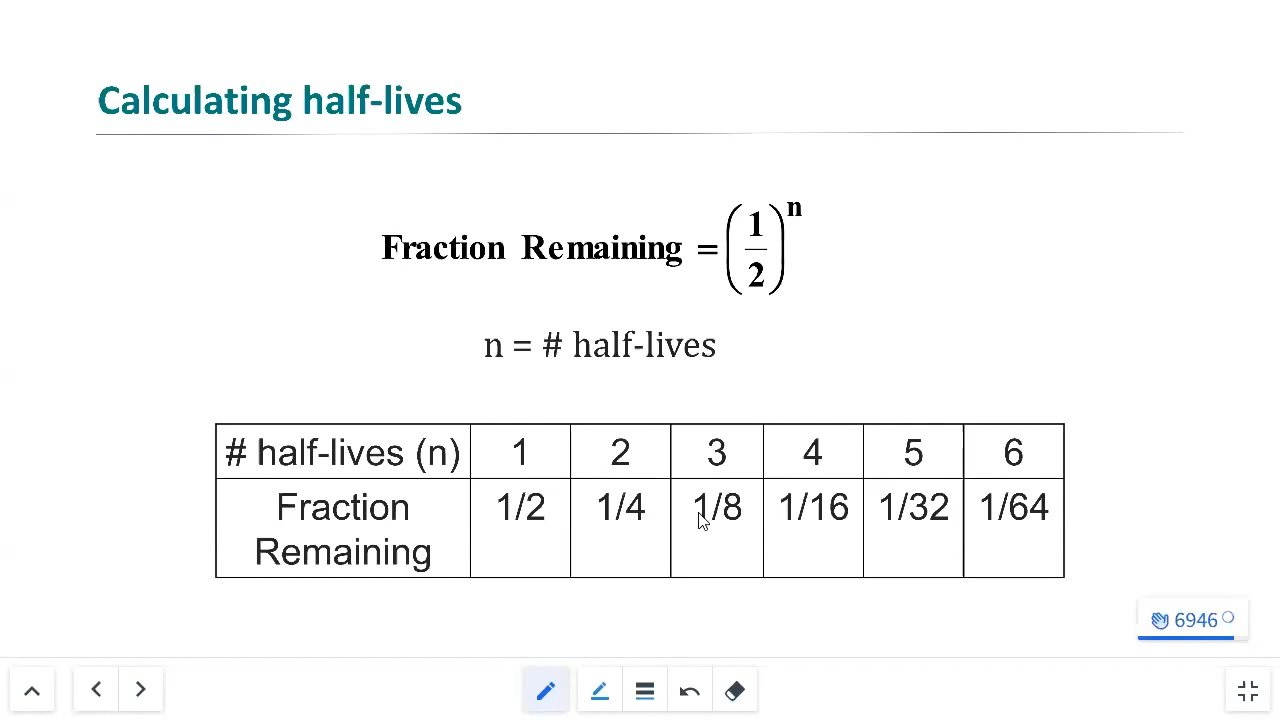 Calculating half-lives
Fraction Remaining = (1/2)^n
n = # half-lives
# half-lives (n) 1 2 3 4 5 6
Fraction Remaining 1/2 1/4 1/8 1/16 1/32 1/64
6946